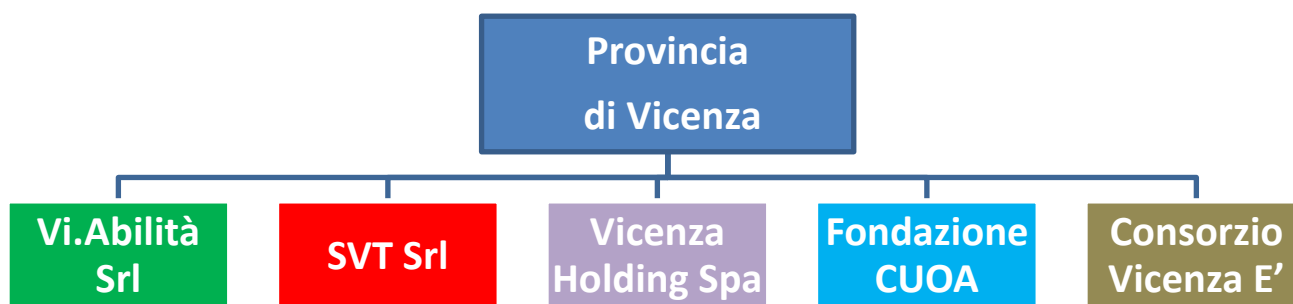 Provincia
di Vicenza
Vi.Abilità
Srl
SVT Srl
Vicenza
Holding Spa
Fondazione
CUOA
Consorzio
Vicenza E’